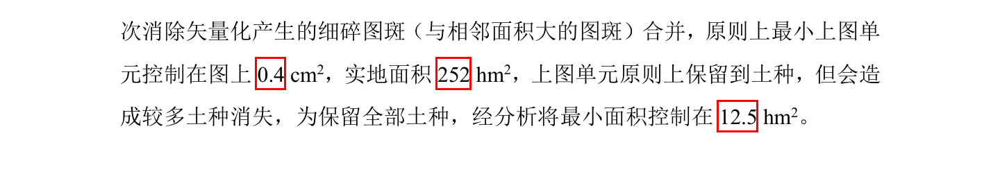 次消除矢量化产生的细碎图斑（与相邻面积大的图斑）合并，原则上最小上图单
元控制在图上 0.4 cm²，实地面积 252 hm²，上图单元原则上保留到土种，但会造
成较多土种消失，为保留全部土种，经分析将最小面积控制在 12.5 hm²。